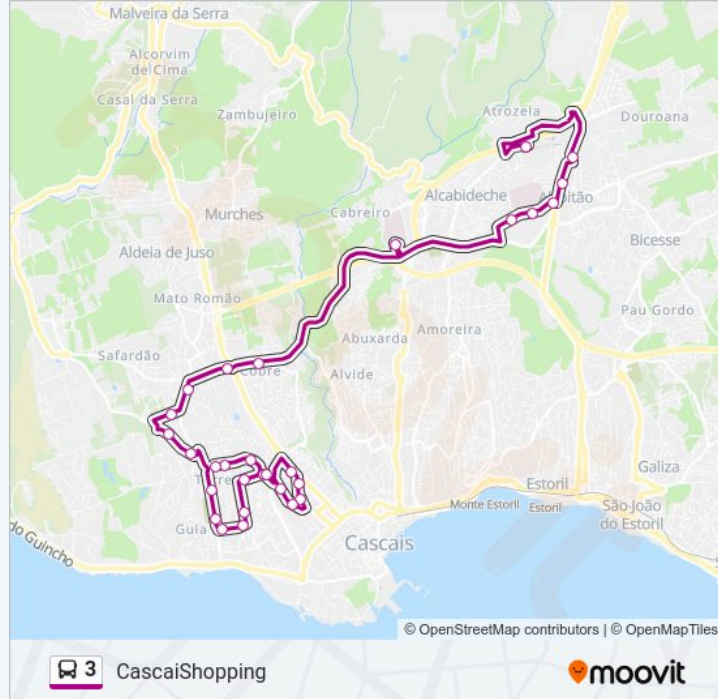 Malveira da Serra
Alcorvim
de Cima
Casal da Serra
Zambujeiro
Atrozela
Douroana
Alcabideche
Murches
Cabreiro
Bicesse
Aldeia de Juso
Mato Romão
Pau Gordo
Abuxarda
Amoreira
Safardão
Cobre
Alvide
Galiza
Estoril
Monte Estoril
Estoril
São-João
do Estoril
Gula
do Guincho
Cascais
© OpenStreetMap contributors | © OpenMapTiles
3
CascaiShopping
moovit